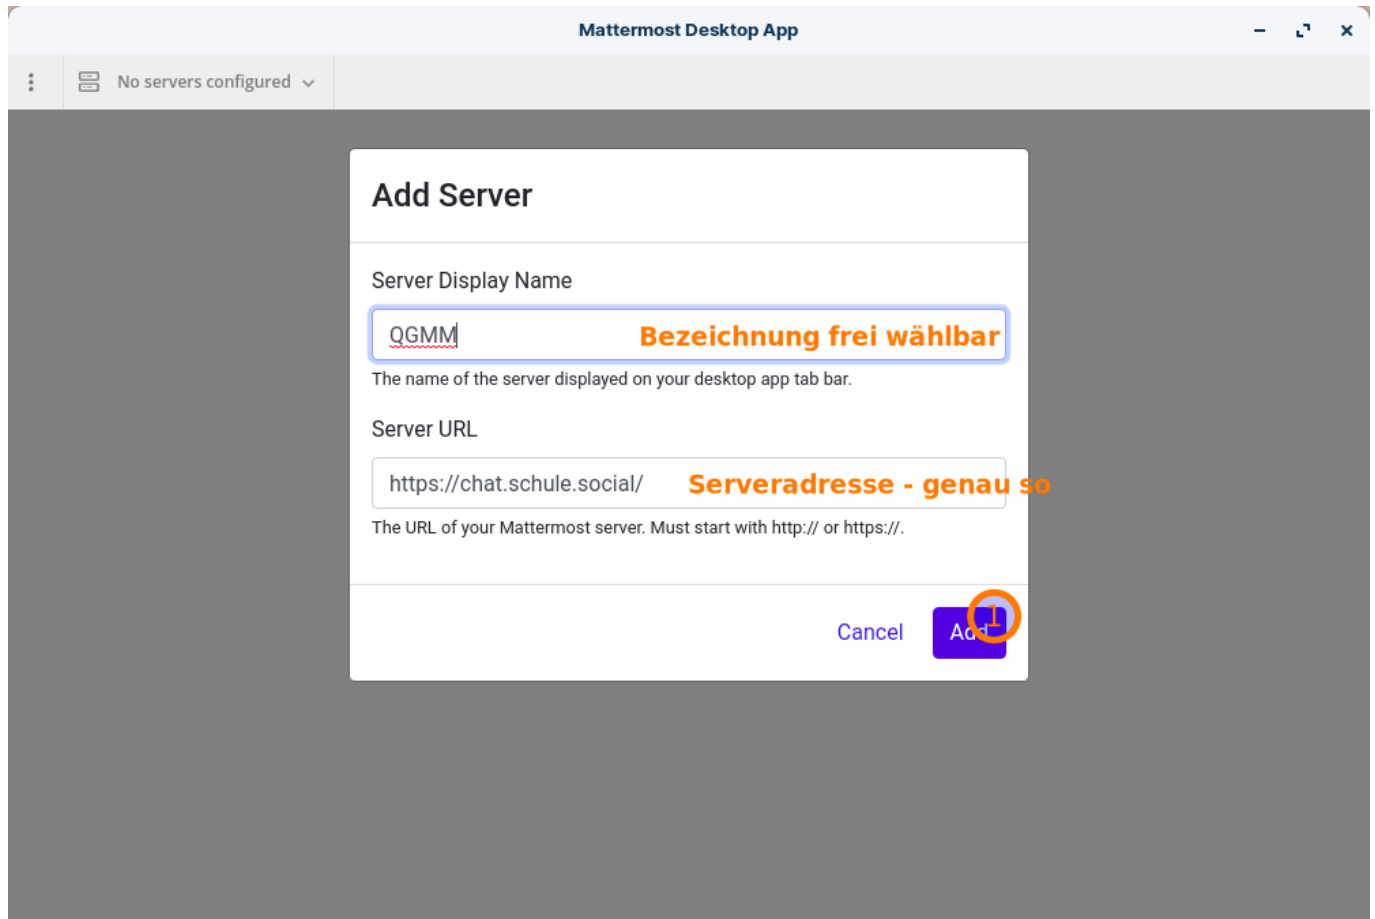 Mattermost Desktop App
No servers configured
Add Server
Server Display Name
QGMM Bezeichnung frei wählbar
The name of the server displayed on your desktop app tab bar.
Server URL
https://chat.schule.social/ Serveradresse - genau so
The URL of your Mattermost server. Must start with http:// or https://.
Cancel Add 1